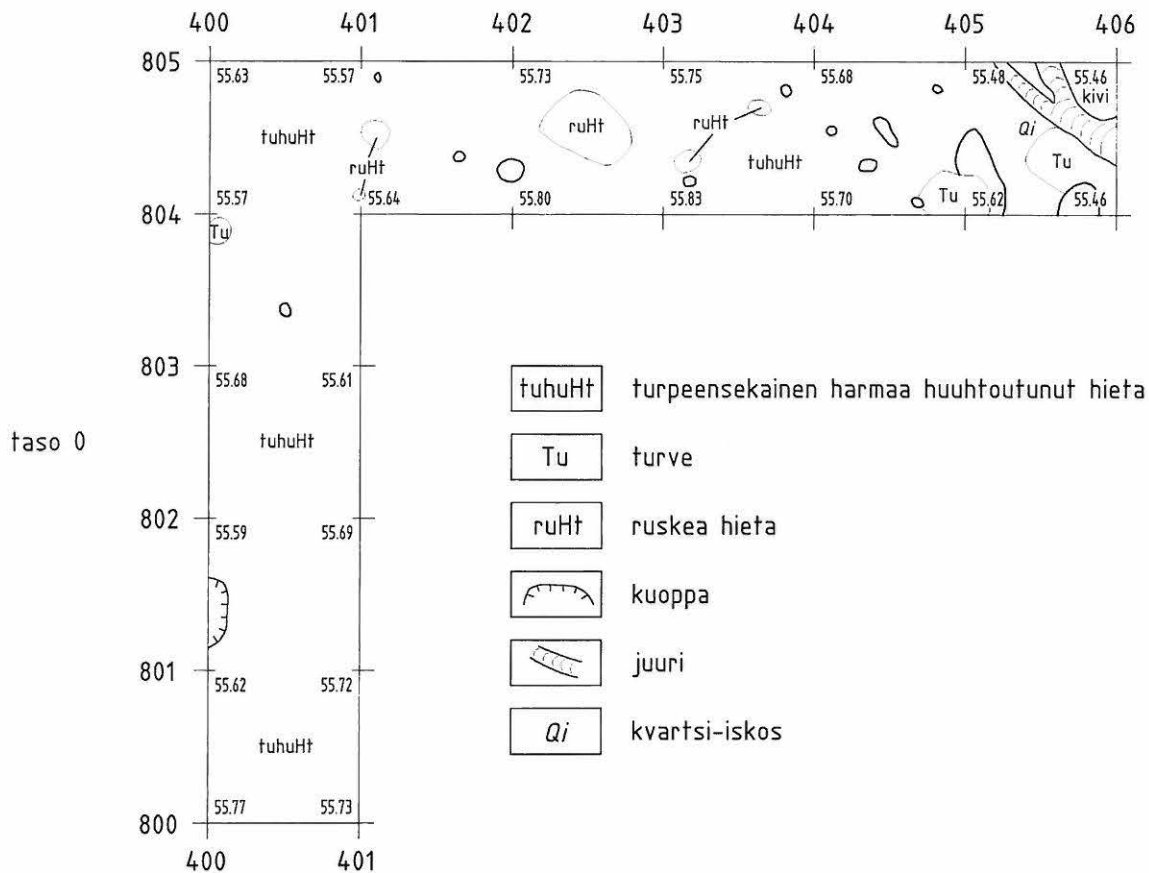 400 401 402 403 404 405 406
805
55.63 55.57 55.73 55.75 55.68 55.48 55.46
kivi
tuhuHt ruHt ruHt tuhuHt Qi Tu
ruHt
55.57 55.64 55.80 55.83 55.70 Tu 55.62 55.46
804
Tu
803
55.68 55.61
tuhuHt turpeensekainen harmaa huuhtoutunut hieta
taso 0 tuhuHt
Tu turve
802
55.59 55.69
ruHt ruskea hieta
kuoppa
801
55.62 55.72
juuri
tuhuHt
Qi kvartsi-iskos
55.77 55.73
800
400 401